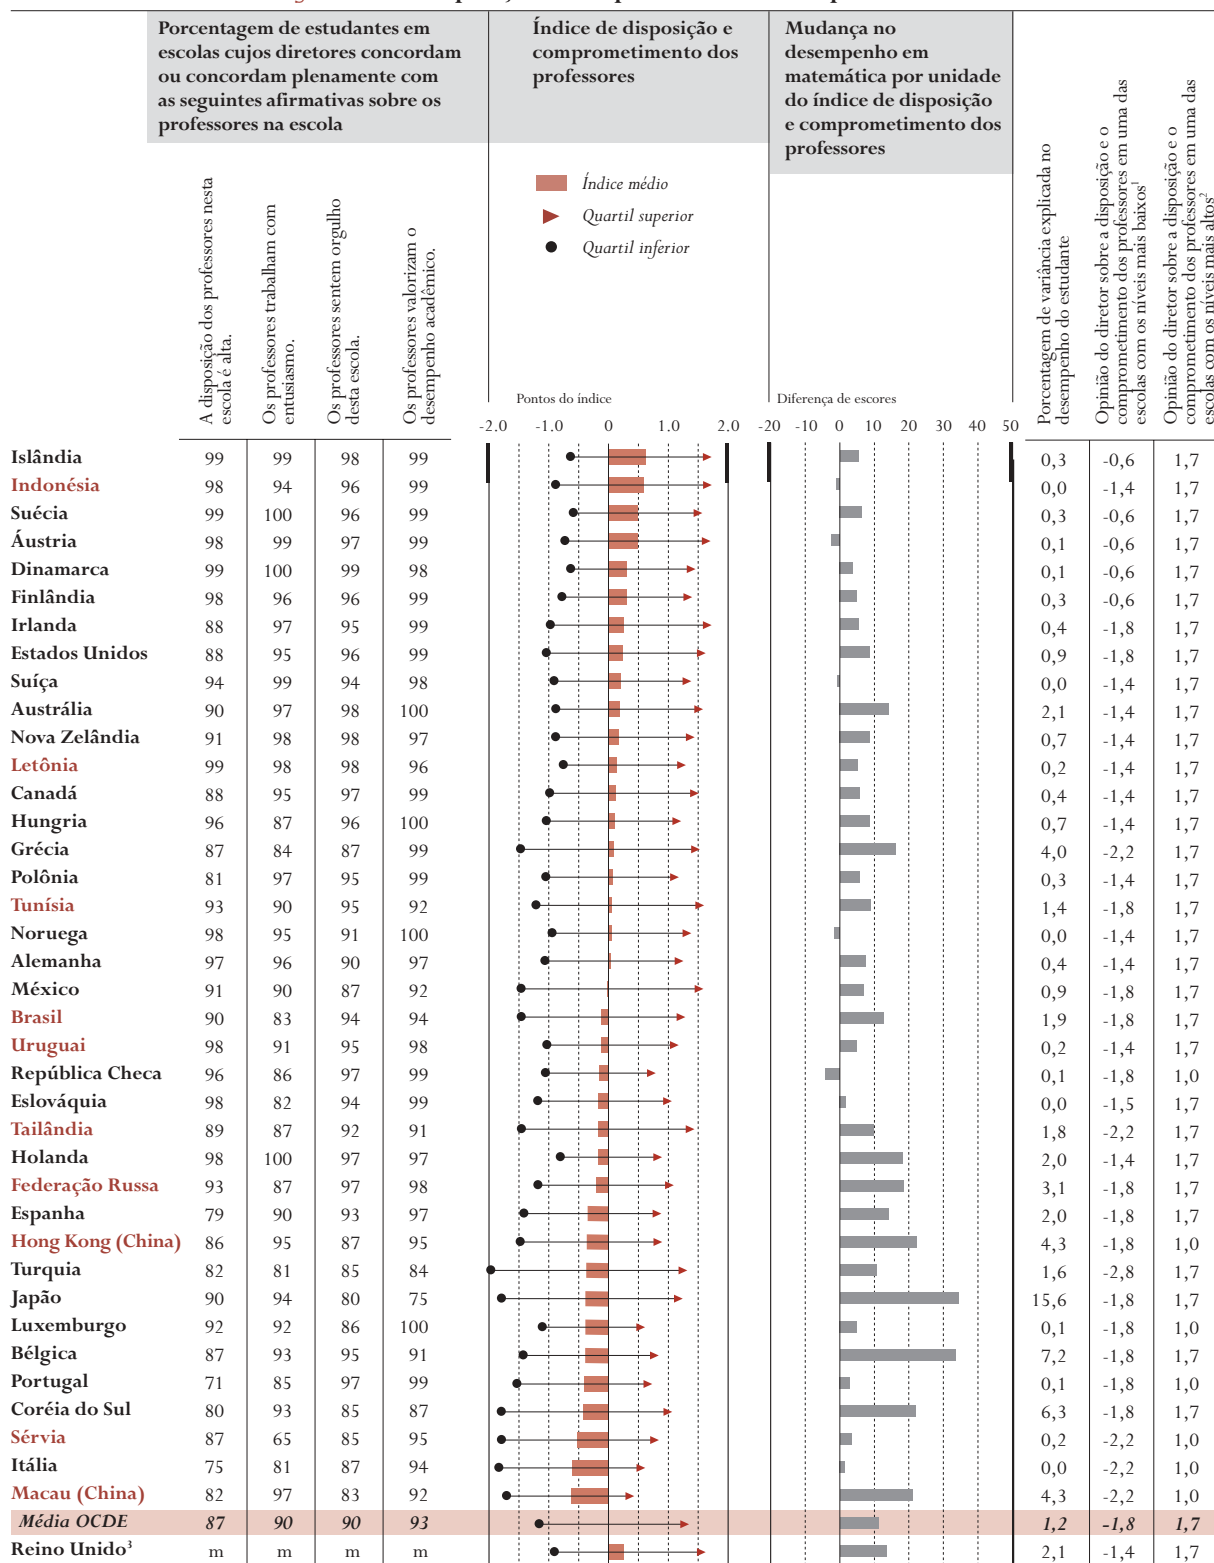 Porcentagem de estudantes em
escolas cujos diretores concordam
ou concordam plenamente com
as seguintes afirmativas sobre os
professores na escola
Índice de disposição e
comprometimento dos
professores
Mudança no
desempenho em
matemática por unidade
do índice de disposição
e comprometimento dos
professores
A disposição dos professores nesta
escola é alta.
Os professores trabalham com
entusiasmo.
Os professores sentem orgulho
desta escola.
Os professores valorizam o
desempenho acadêmico.
Índice médio
Quartil superior
Quartil inferior
Porcentagem de variância explicada no
desempenho do estudante
Opinião do diretor sobre a disposição e o
comprometimento dos professores em uma das
escolas com os níveis mais baixos¹
Opinião do diretor sobre a disposição e o
comprometimento dos professores em uma das
escolas com os níveis mais altos²
Pontos do índice
Diferença de escores
-2.0 -1.0 0 1.0 2.0 -20 -10 0 10 20 30 40 50
Islândia 99 99 98 99 0,3 -0,6 1,7
Indonésia 98 94 96 99 0,0 -1,4 1,7
Suécia 99 100 96 99 0,3 -0,6 1,7
Áustria 98 99 97 99 0,1 -0,6 1,7
Dinamarca 99 100 99 98 0,1 -0,6 1,7
Finlândia 98 96 96 99 0,3 -0,6 1,7
Irlanda 88 97 95 99 0,4 -1,8 1,7
Estados Unidos 88 95 96 99 0,9 -1,8 1,7
Suíça 94 99 94 98 0,0 -1,4 1,7
Austrália 90 97 98 100 2,1 -1,4 1,7
Nova Zelândia 91 98 98 97 0,7 -1,4 1,7
Letônia 99 98 98 96 0,2 -1,4 1,7
Canadá 88 95 97 99 0,4 -1,4 1,7
Hungria 96 87 96 100 0,7 -1,4 1,7
Grécia 87 84 87 99 4,0 -2,2 1,7
Polônia 81 97 95 99 0,3 -1,4 1,7
Tunísia 93 90 95 92 1,4 -1,8 1,7
Noruega 98 95 91 100 0,0 -1,4 1,7
Alemanha 97 96 90 97 0,4 -1,4 1,7
México 91 90 87 92 0,9 -1,8 1,7
Brasil 90 83 94 94 1,9 -1,8 1,7
Uruguai 98 91 95 98 0,2 -1,4 1,7
República Checa 96 86 97 99 0,1 -1,8 1,0
Eslováquia 98 82 94 99 0,0 -1,5 1,7
Tailândia 89 87 92 91 1,8 -2,2 1,7
Holanda 98 100 97 97 2,0 -1,4 1,7
Federação Russa 93 87 97 98 3,1 -1,8 1,7
Espanha 79 90 93 97 2,0 -1,8 1,7
Hong Kong (China) 86 95 87 95 4,3 -1,8 1,0
Turquia 82 81 85 84 1,6 -2,8 1,7
Japão 90 94 80 75 15,6 -1,8 1,7
Luxemburgo 92 92 86 100 0,1 -1,8 1,0
Bélgica 87 93 95 91 7,2 -1,8 1,7
Portugal 71 85 97 99 0,1 -1,8 1,0
Coréia do Sul 80 93 85 87 6,3 -1,8 1,7
Sérvia 87 65 85 95 0,2 -2,2 1,0
Itália 75 81 87 94 0,0 -2,2 1,0
Macau (China) 82 97 83 92 4,3 -2,2 1,0
Média OCDE 87 90 90 93 1,2 -1,8 1,7
Reino Unido³ m m m m 2,1 -1,4 1,7